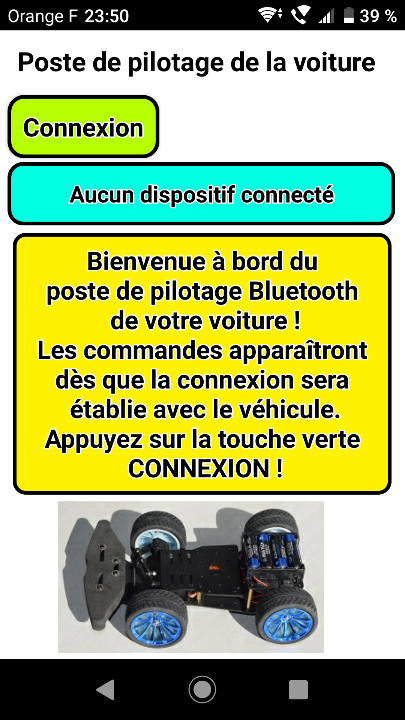 Orange F 23:50 39 %
Poste de pilotage de la voiture
Connexion
Aucun dispositif connecté
Bienvenue à bord du
poste de pilotage Bluetooth
de votre voiture !
Les commandes apparaîtront
dès que la connexion sera
établie avec le véhicule.
Appuyez sur la touche verte
CONNEXION !